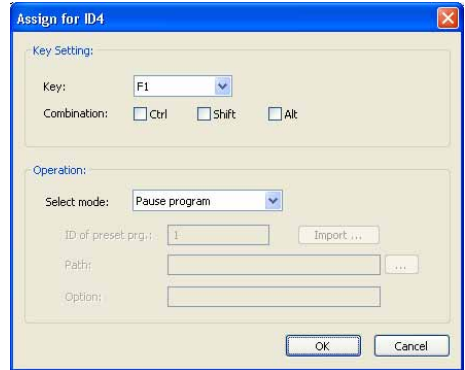 Assign for ID4
Key Setting:
Key: F1
Combination: Ctrl Shift Alt
Operation:
Select mode: Pause program
ID of preset prg.: 1 Import ...
Path: ...
Option:
OK Cancel